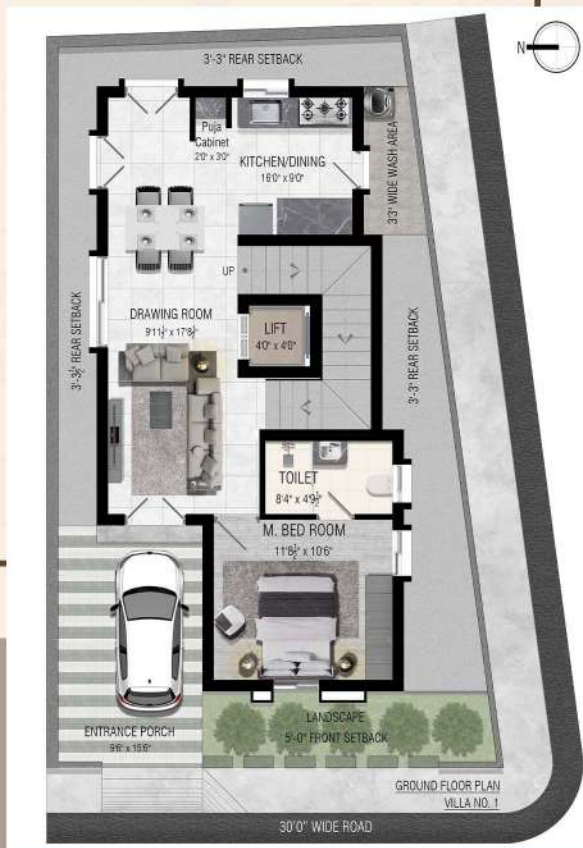 3'-3" REAR SETBACK
N
Puja
Cabinet
2'0" x 3'0"
KITCHEN/DINING
16'0" x 9'0"
3'3" WIDE WASH AREA
UP
DRAWING ROOM
9'11½" x 17'8½"
LIFT
4'0" x 4'0"
3'-3½" REAR SETBACK
3'-3" REAR SETBACK
TOILET
8'4" x 4'9½"
M. BED ROOM
11'8½" x 10'6"
ENTRANCE PORCH
9'6" x 15'6"
LANDSCAPE
5'-0" FRONT SETBACK
GROUND FLOOR PLAN
VILLA NO. 1
30'0" WIDE ROAD